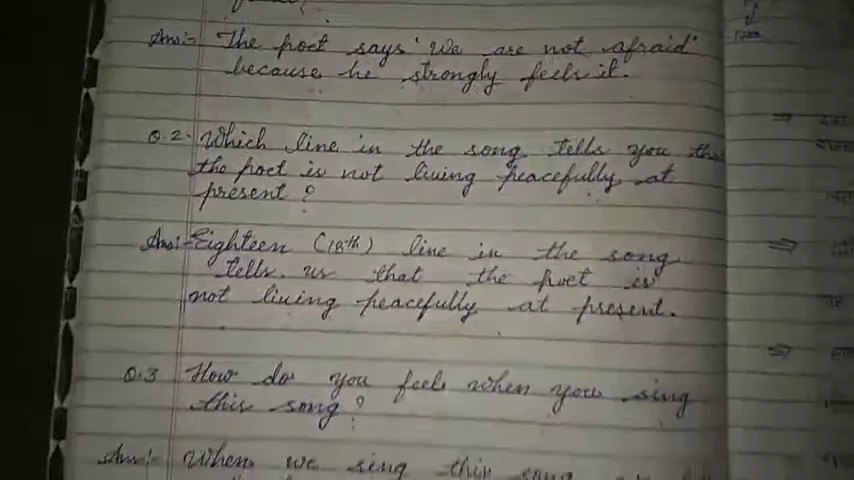 Ans:- The poet says 'We are not afraid'
because he strongly feels it.
Q.2. Which line in the song tells you
the poet is not living peacefully at
present?
Ans:- Eighteen (18th) line in the song
tells us that the poet is
not living peacefully at present.
Q.3 How do you feel when you sing
this song?
Ans:- When we sing this song